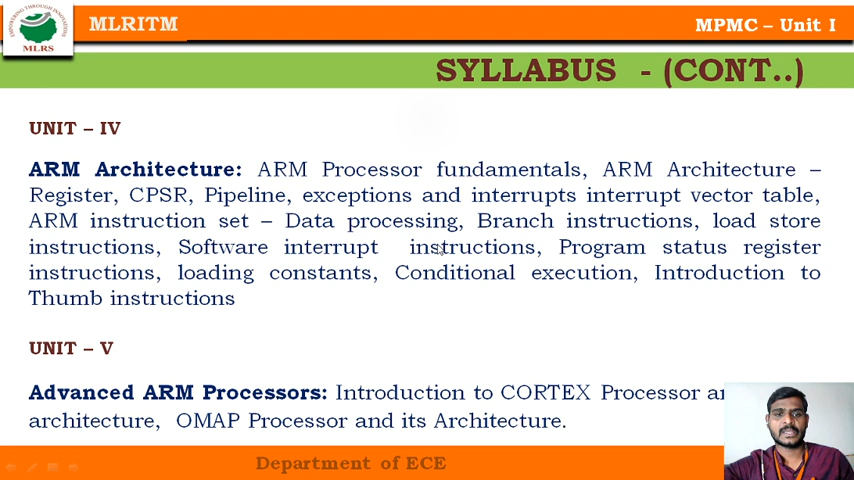 MLRITM
MPMC – Unit I
EMPOWERING THROUGH INNOVATION
MLRS
SYLLABUS - (CONT..)
UNIT – IV
ARM Architecture: ARM Processor fundamentals, ARM Architecture –
Register, CPSR, Pipeline, exceptions and interrupts interrupt vector table,
ARM instruction set – Data processing, Branch instructions, load store
instructions, Software interrupt instructions, Program status register
instructions, loading constants, Conditional execution, Introduction to
Thumb instructions
UNIT – V
Advanced ARM Processors: Introduction to CORTEX Processor
architecture, OMAP Processor and its Architecture.
Department of ECE